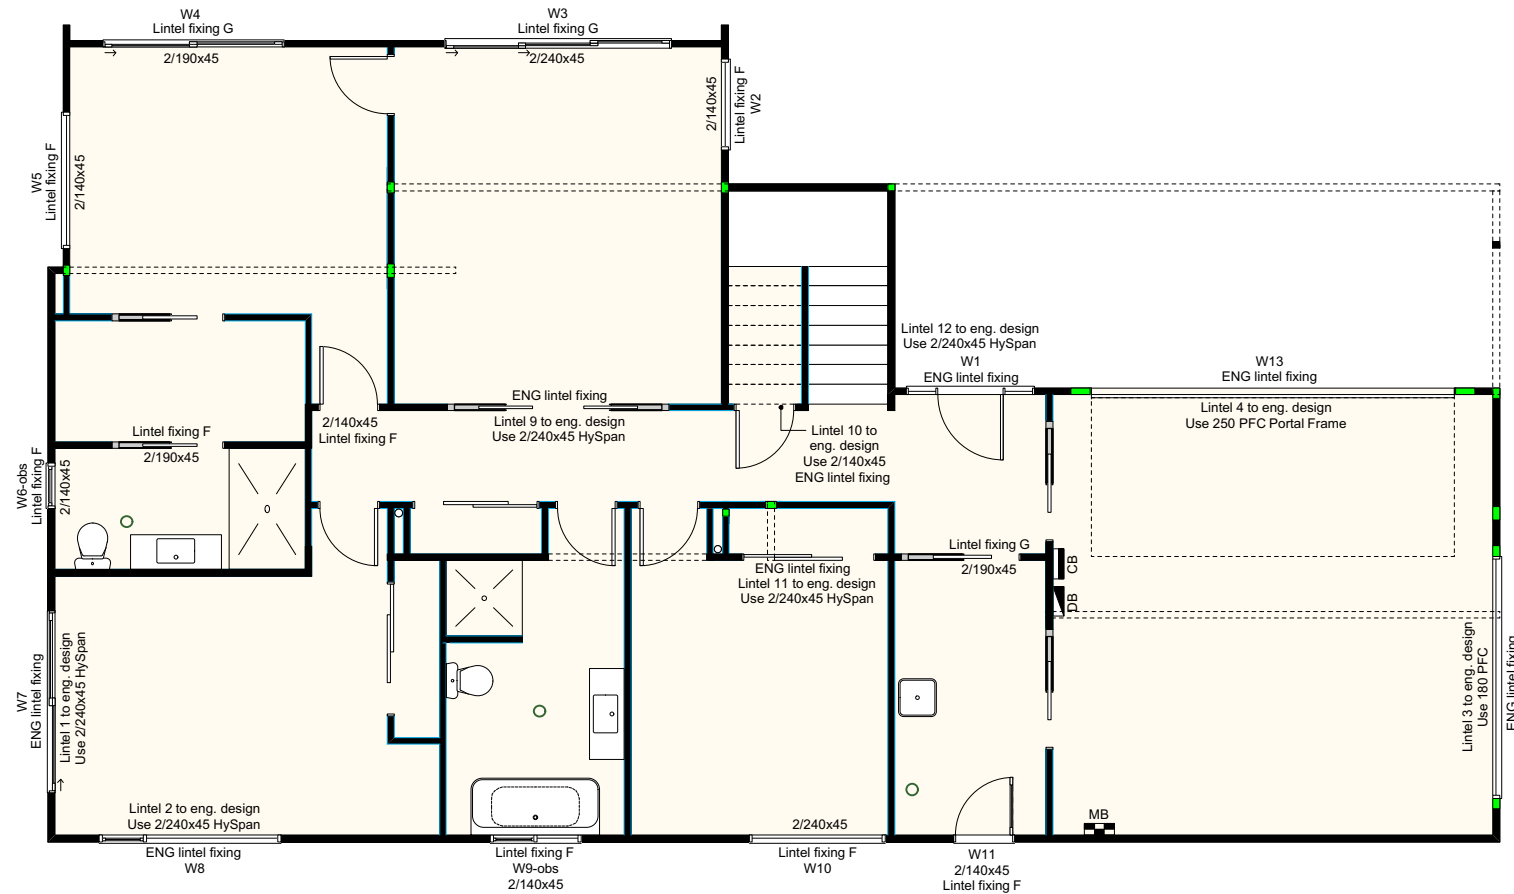 W4
Lintel fixing G
2/190x45
W3
Lintel fixing G
2/240x45
2/140x45
Lintel fixing F
W2
W5
Lintel fixing F
2/140x45
Lintel 12 to eng. design
Use 2/240x45 HySpan
W1
ENG lintel fixing
W13
ENG lintel fixing
Lintel 4 to eng. design
Use 250 PFC Portal Frame
ENG lintel fixing
Lintel 9 to eng. design
Use 2/240x45 HySpan
2/140x45
Lintel fixing F
Lintel 10 to
eng. design
Use 2/140x45
ENG lintel fixing
Lintel fixing F
2/190x45
W6-obs
Lintel fixing F
2/140x45
Lintel fixing G
2/190x45
ENG lintel fixing
Lintel 11 to eng. design
Use 2/240x45 HySpan
CB
DB
W7
ENG lintel fixing
Lintel 1 to eng. design
Use 2/240x45 HySpan
Lintel 3 to eng. design
Use 180 PFC
ENG lintel fixing
Lintel 2 to eng. design
Use 2/240x45 HySpan
ENG lintel fixing
W8
Lintel fixing F
W9-obs
2/140x45
2/240x45
Lintel fixing F
W10
W11
2/140x45
Lintel fixing F
MB